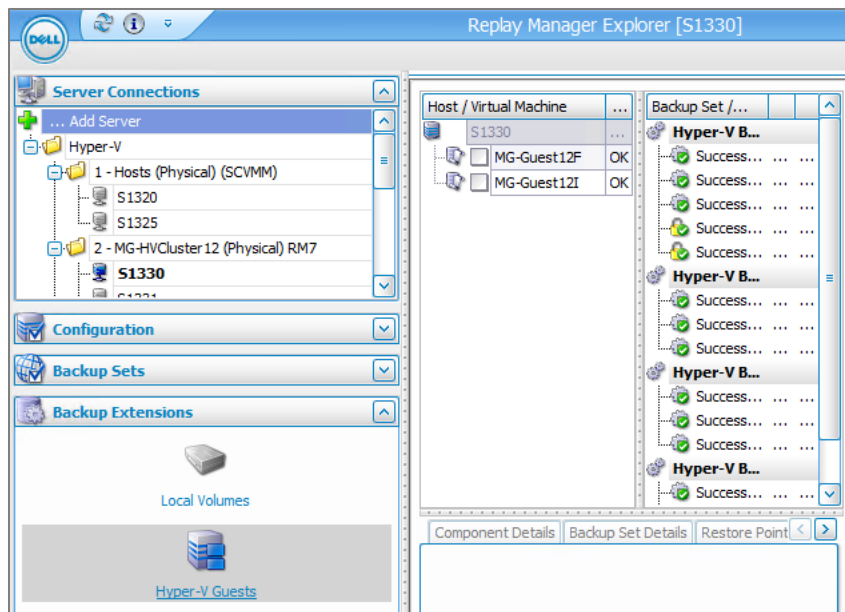 DELL
Replay Manager Explorer [S1330]
Server Connections
... Add Server
Hyper-V
1 - Hosts (Physical) (SCVMM)
S1320
S1325
2 - MG-HVCluster12 (Physical) RM7
S1330
S1331
Configuration
Backup Sets
Backup Extensions
Local Volumes
Hyper-V Guests
Host / Virtual Machine ...
S1330 ...
MG-Guest12F OK
MG-Guest12I OK
Backup Set /...
Hyper-V B...
Success... ... ...
Success... ... ...
Success... ... ...
Success... ... ...
Success... ... ...
Hyper-V B...
Success... ... ...
Success... ... ...
Success... ... ...
Hyper-V B...
Success... ... ...
Success... ... ...
Success... ... ...
Hyper-V B...
Success... ... ...
Component Details Backup Set Details Restore Point